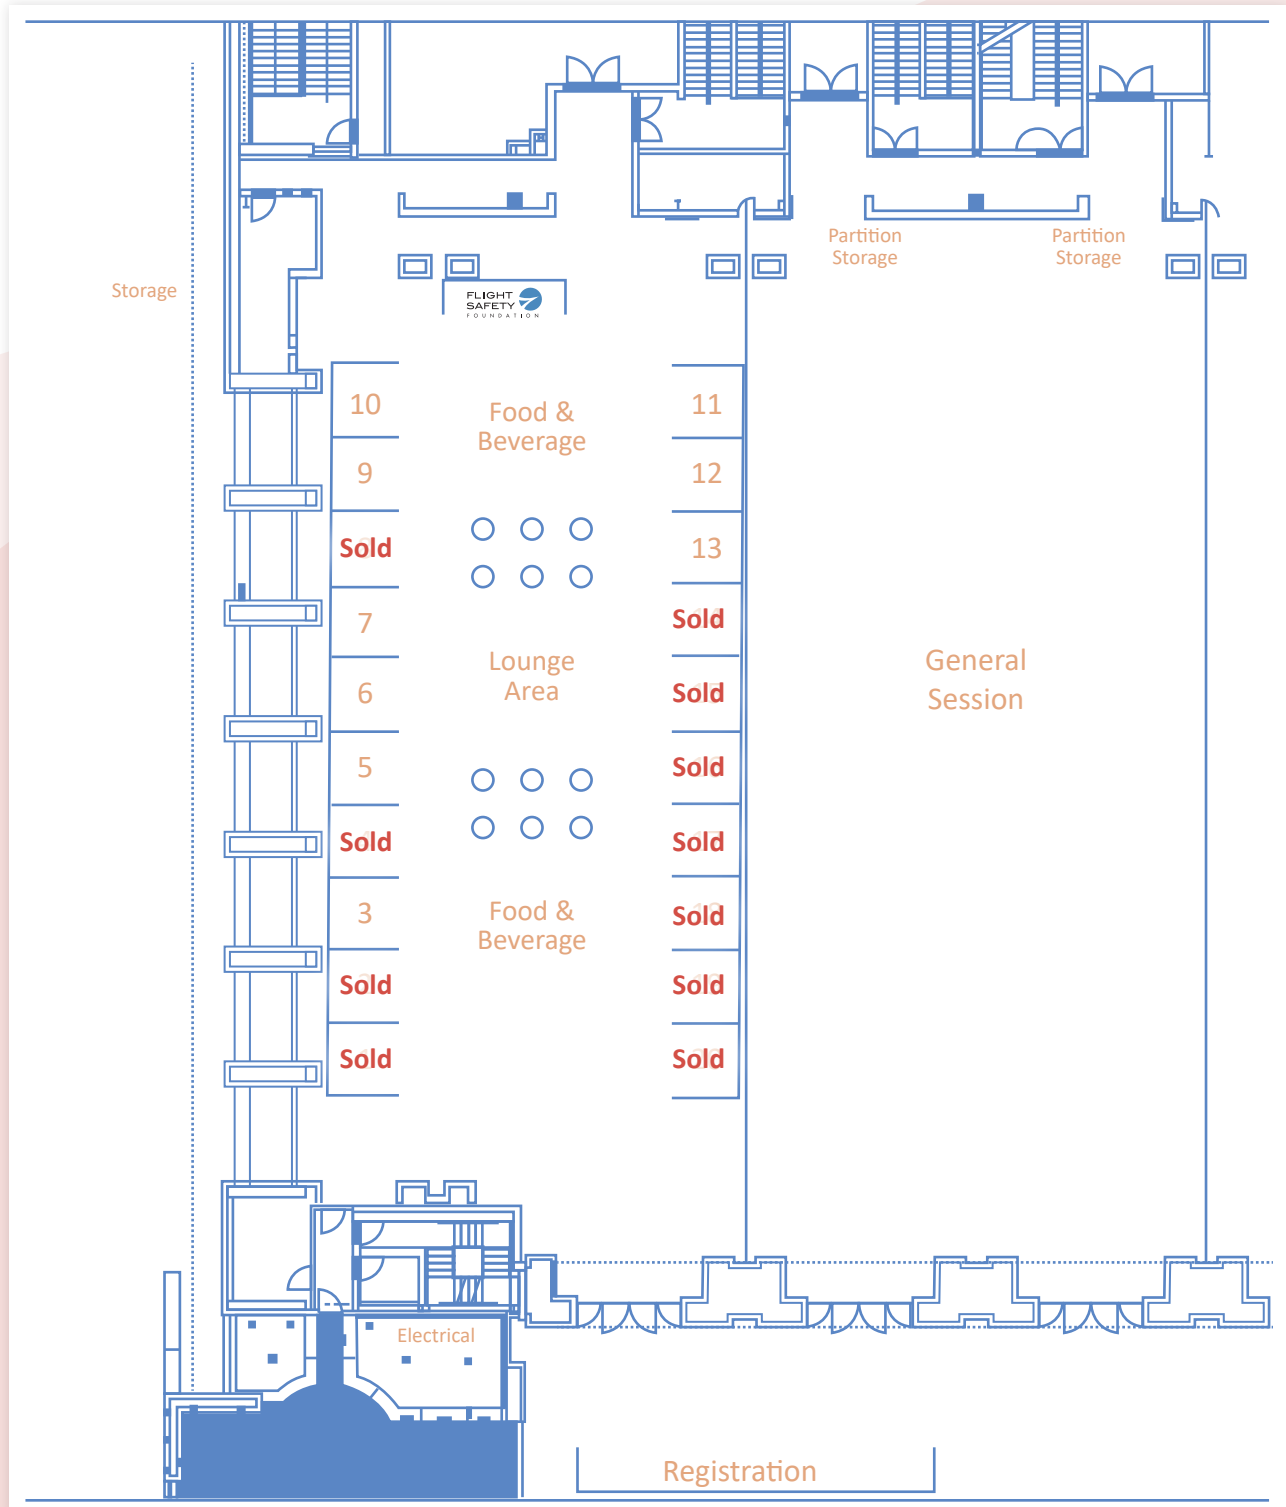 Partition
Storage
Partition
Storage
Storage
FLIGHT
SAFETY
FOUNDATION
10
Food &
Beverage
11
9
12
Sold
13
7
Sold
Lounge
Area
6
Sold
5
Sold
Sold
Sold
3
Food &
Beverage
Sold
Sold
Sold
Sold
Sold
General
Session
Electrical
Registration